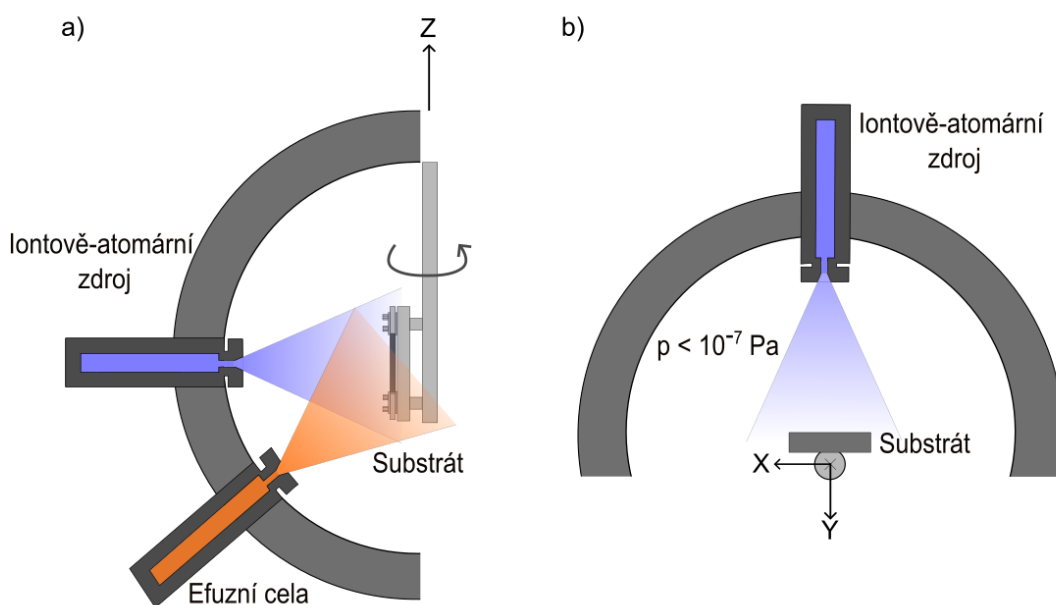 a)
Z
Iontově-atomární
zdroj
Substrát
Efuzní cela
b)
Iontově-atomární
zdroj
p < 10⁻⁷ Pa
Substrát
X
Y